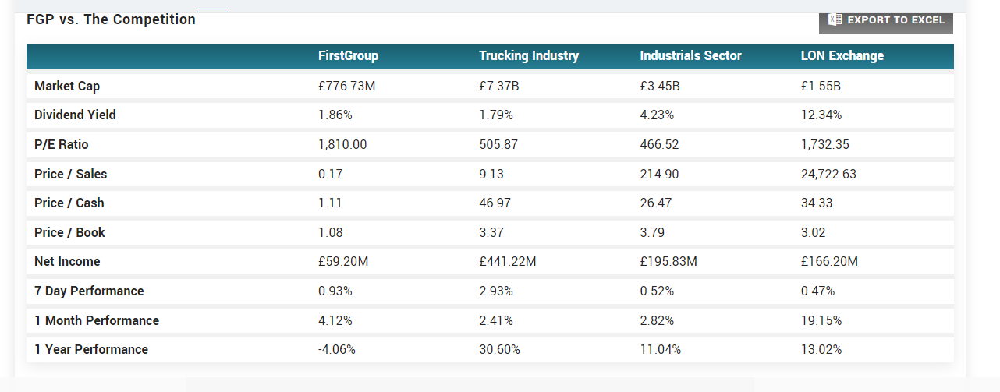 FGP vs. The Competition
EXPORT TO EXCEL
FirstGroup Trucking Industry Industrials Sector LON Exchange
Market Cap £776.73M £7.37B £3.45B £1.55B
Dividend Yield 1.86% 1.79% 4.23% 12.34%
P/E Ratio 1,810.00 505.87 466.52 1,732.35
Price / Sales 0.17 9.13 214.90 24,722.63
Price / Cash 1.11 46.97 26.47 34.33
Price / Book 1.08 3.37 3.79 3.02
Net Income £59.20M £441.22M £195.83M £166.20M
7 Day Performance 0.93% 2.93% 0.52% 0.47%
1 Month Performance 4.12% 2.41% 2.82% 19.15%
1 Year Performance -4.06% 30.60% 11.04% 13.02%